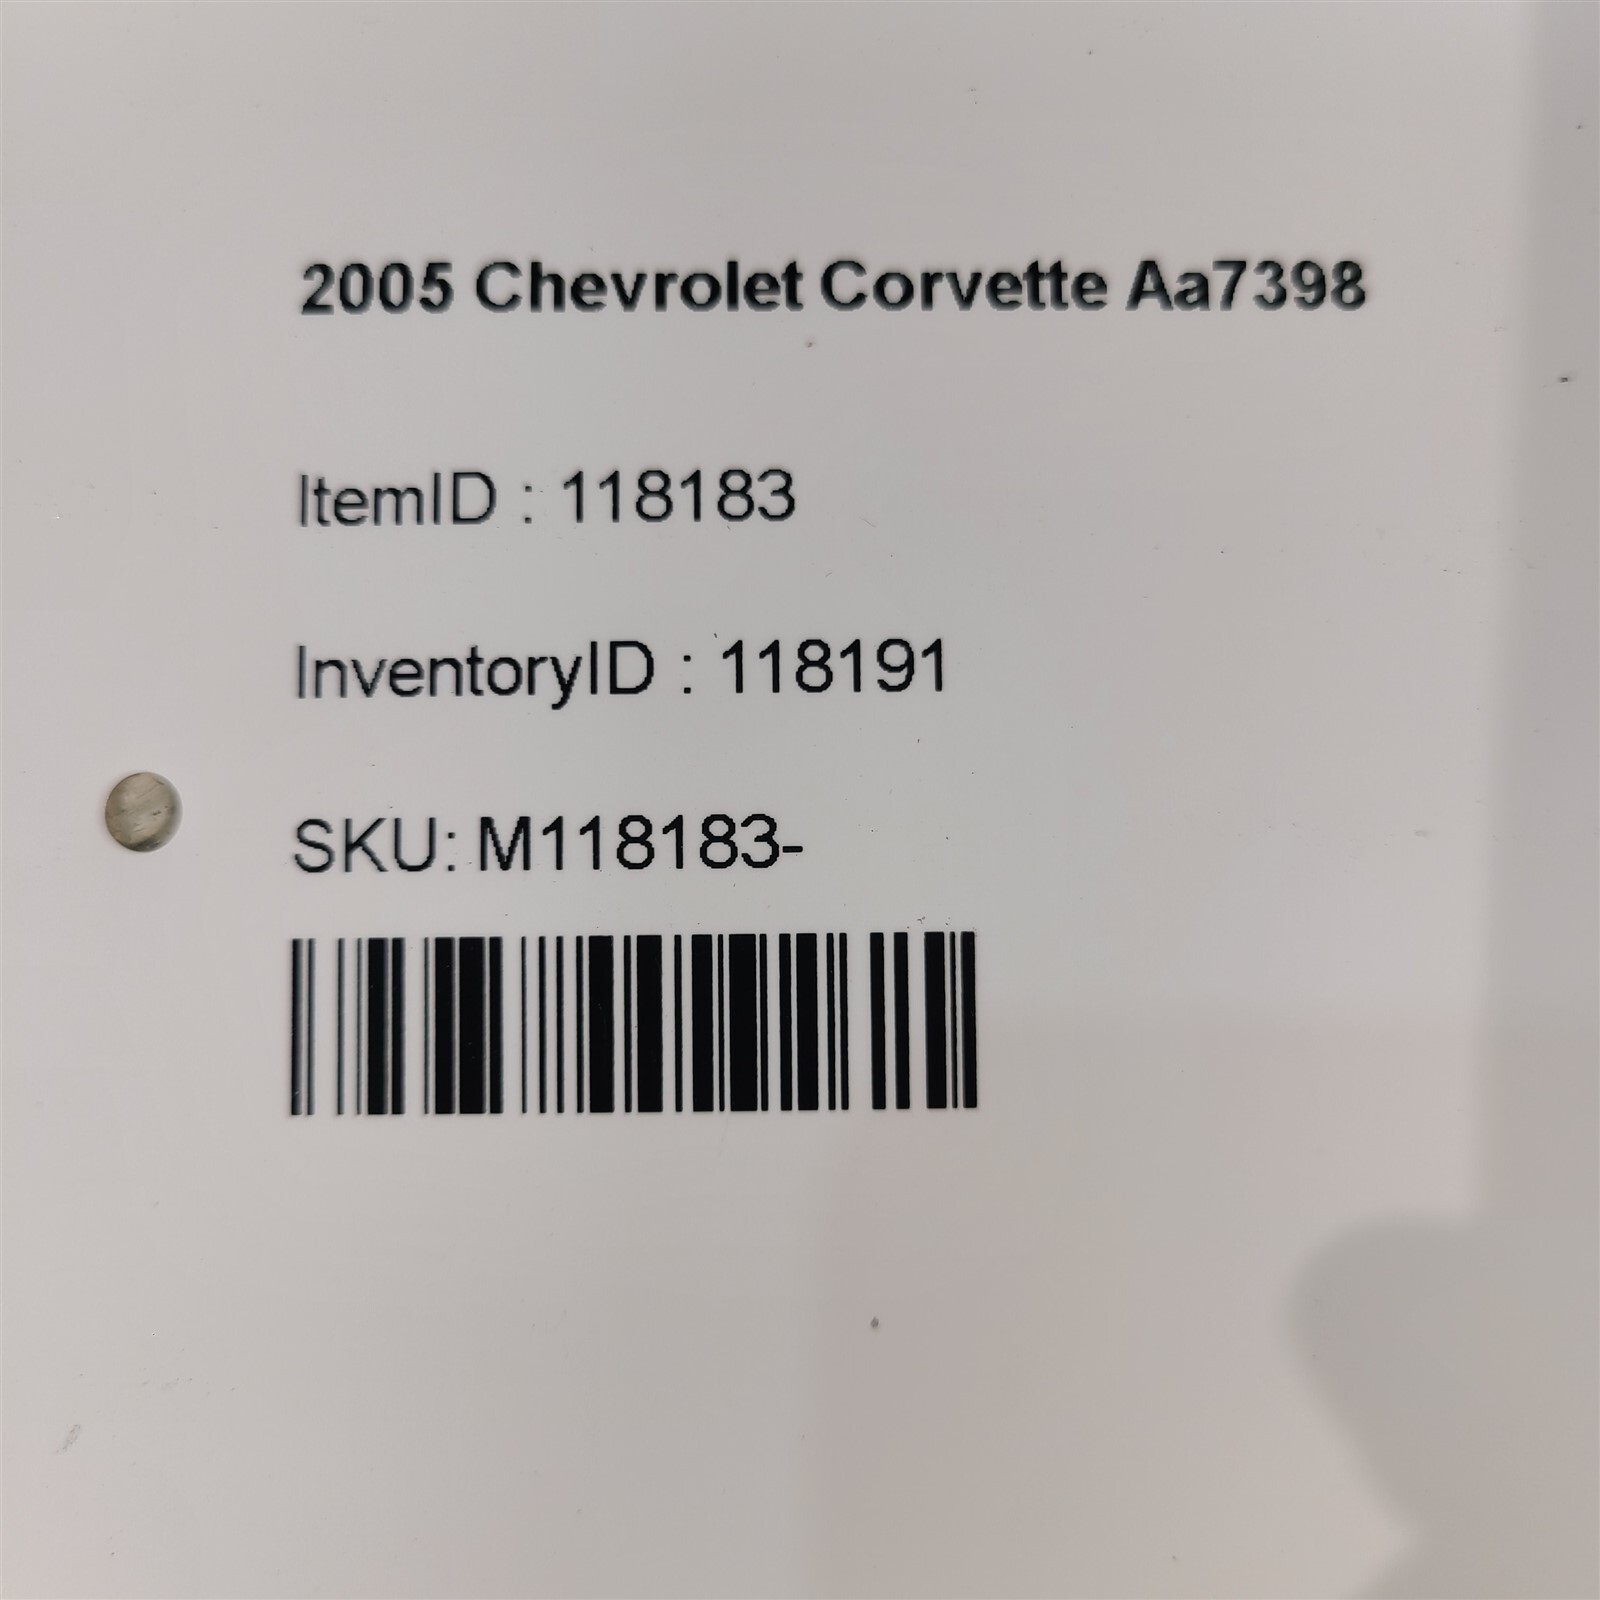 2005 Chevrolet Corvette Aa7398
ItemID : 118183
InventoryID : 118191
SKU: M118183-